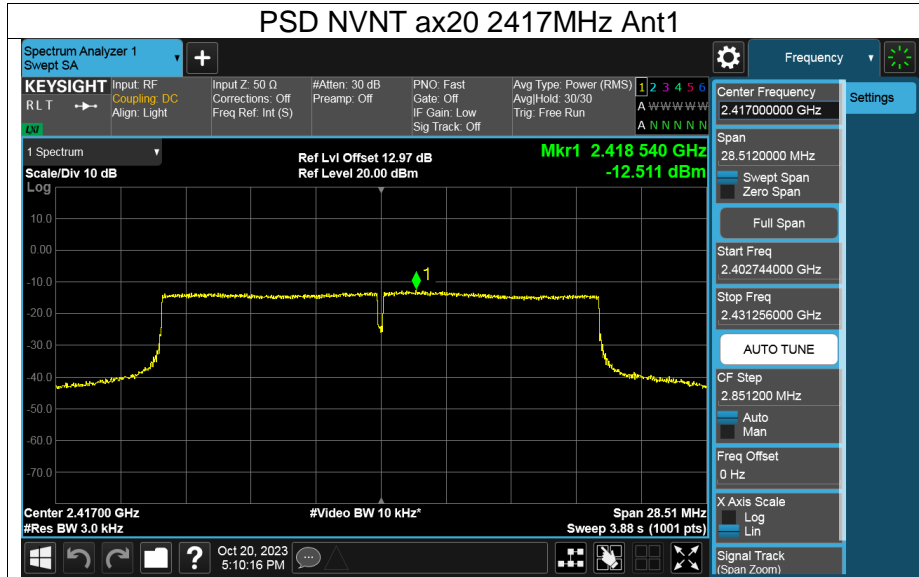 PSD NVNT ax20 2417MHz Ant1
Spectrum Analyzer 1
Swept SA
Frequency
KEYSIGHT
RLT
LXI
Input: RF
Coupling: DC
Align: Light
Input Z: 50 Ω
Corrections: Off
Freq Ref: Int (S)
#Atten: 30 dB
Preamp: Off
PNO: Fast
Gate: Off
IF Gain: Low
Sig Track: Off
Avg Type: Power (RMS)
Avg|Hold: 30/30
Trig: Free Run
1 2 3 4 5 6
A W W W W W
A N N N N N
1 Spectrum
Scale/Div 10 dB
Ref Lvl Offset 12.97 dB
Ref Level 20.00 dBm
Mkr1 2.418 540 GHz
-12.511 dBm
Log
10.0
0.00
-10.0
-20.0
-30.0
-40.0
-50.0
-60.0
-70.0
1
Center 2.41700 GHz
#Res BW 3.0 kHz
#Video BW 10 kHz*
Span 28.51 MHz
Sweep 3.88 s (1001 pts)
Center Frequency
2.417000000 GHz
Span
28.5120000 MHz
Swept Span
Zero Span
Full Span
Start Freq
2.402744000 GHz
Stop Freq
2.431256000 GHz
AUTO TUNE
CF Step
2.851200 MHz
Auto
Man
Freq Offset
0 Hz
X Axis Scale
Log
Lin
Signal Track
(Span Zoom)
Settings
Oct 20, 2023
5:10:16 PM